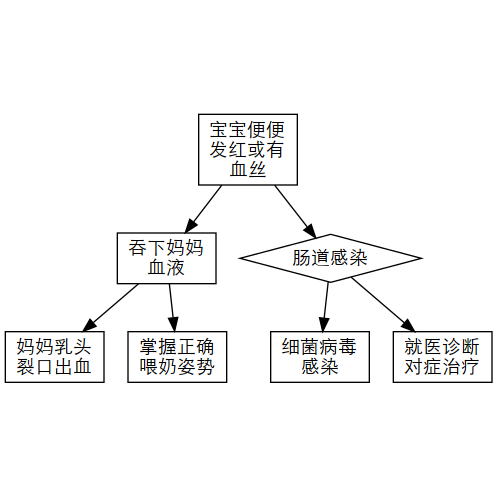 宝宝便便
发红或有
血丝
吞下妈妈
血液
肠道感染
妈妈乳头
裂口出血
掌握正确
喂奶姿势
细菌病毒
感染
就医诊断
对症治疗